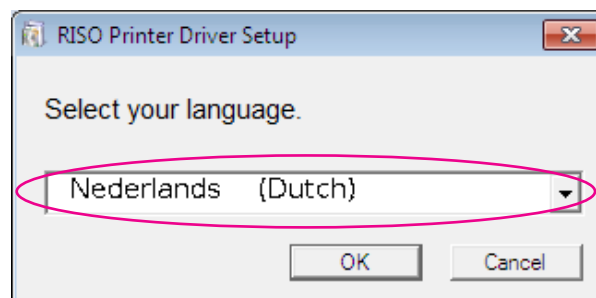 RISO Printer Driver Setup
Select your language.
Nederlands (Dutch)
OK Cancel